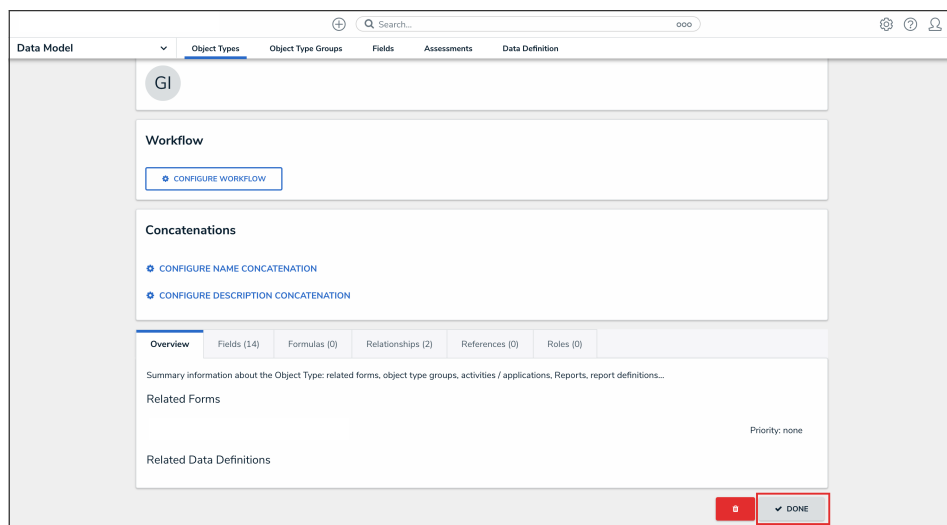 Search...
ooo
Data Model
Object Types
Object Type Groups
Fields
Assessments
Data Definition
GI
Workflow
CONFIGURE WORKFLOW
Concatenations
CONFIGURE NAME CONCATENATION
CONFIGURE DESCRIPTION CONCATENATION
Overview
Fields (14)
Formulas (0)
Relationships (2)
References (0)
Roles (0)
Summary information about the Object Type: related forms, object type groups, activities / applications, Reports, report definitions...
Related Forms
Priority: none
Related Data Definitions
DONE